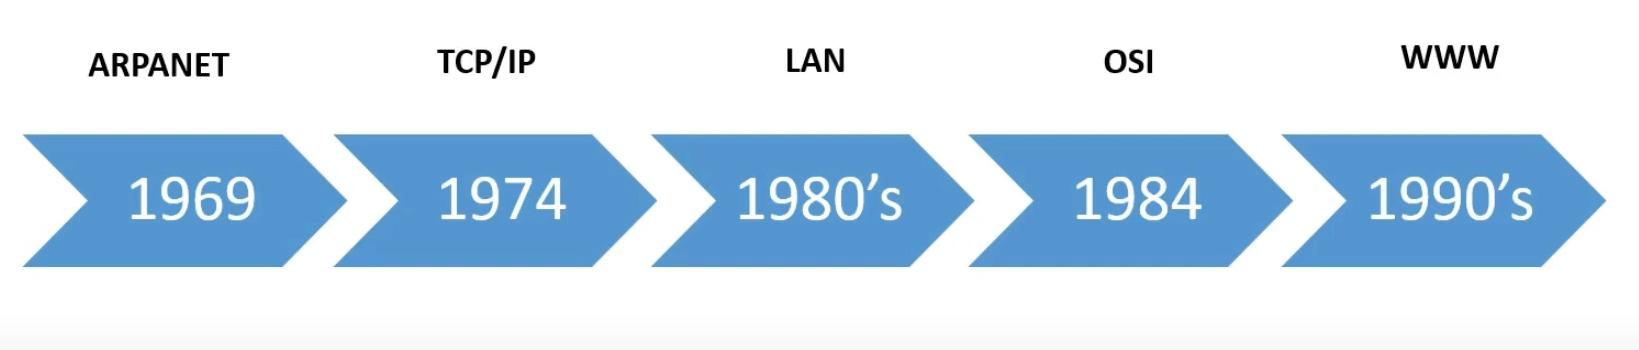 ARPANET
TCP/IP
LAN
OSI
WWW
1969
1974
1980’s
1984
1990’s